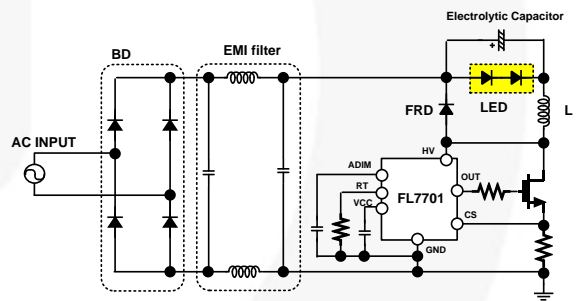 Electrolytic Capacitor
+
BD
EMI filter
FRD
LED
L
AC INPUT
HV
ADIM
RT
VCC
FL7701
OUT
CS
GND